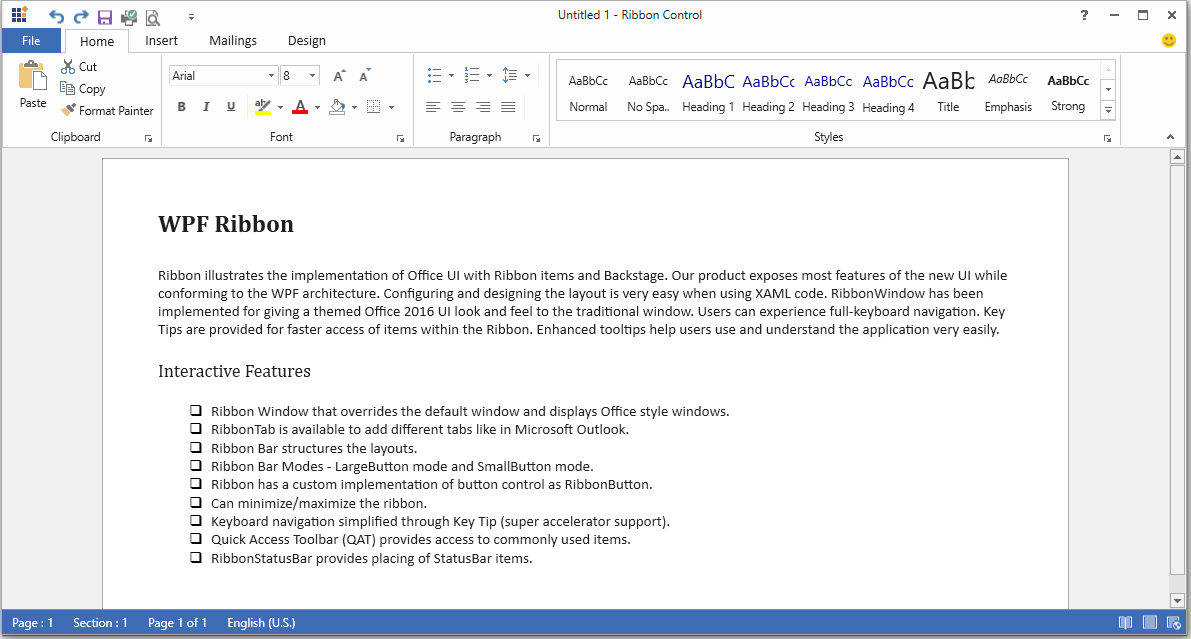 Untitled 1 - Ribbon Control
?
File Home Insert Mailings Design
Paste
Cut
Copy
Format Painter
Clipboard
Arial 8 A A
B I U ab A
Font
Paragraph
AaBbCc AaBbCc AaBbC AaBbCc AaBbCc AaBbCc AaBb AaBbCc AaBbCc
Normal No Spa.. Heading 1 Heading 2 Heading 3 Heading 4 Title Emphasis Strong
Styles
WPF Ribbon
Ribbon illustrates the implementation of Office UI with Ribbon items and Backstage. Our product exposes most features of the new UI while
conforming to the WPF architecture. Configuring and designing the layout is very easy when using XAML code. RibbonWindow has been
implemented for giving a themed Office 2016 UI look and feel to the traditional window. Users can experience full-keyboard navigation. Key
Tips are provided for faster access of items within the Ribbon. Enhanced tooltips help users use and understand the application very easily.
Interactive Features
Ribbon Window that overrides the default window and displays Office style windows.
RibbonTab is available to add different tabs like in Microsoft Outlook.
Ribbon Bar structures the layouts.
Ribbon Bar Modes - LargeButton mode and SmallButton mode.
Ribbon has a custom implementation of button control as RibbonButton.
Can minimize/maximize the ribbon.
Keyboard navigation simplified through Key Tip (super accelerator support).
Quick Access Toolbar (QAT) provides access to commonly used items.
RibbonStatusBar provides placing of StatusBar items.
Page : 1 Section : 1 Page 1 of 1 English (U.S.)